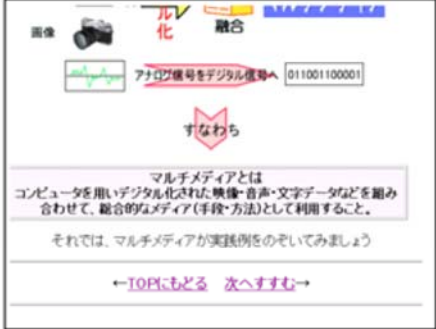 画像
ル
化
融合
アナログ信号をデジタル信号へ
011001100001
すなわち
マルチメディアとは
コンピュータを用いデジタル化された映像・音声・文字データなどを組み
合わせて、総合的なメディア(手段・方法)として利用すること。
それでは、マルチメディアが実践例をのぞいてみましょう
←TOPにもどる 次へすすむ→